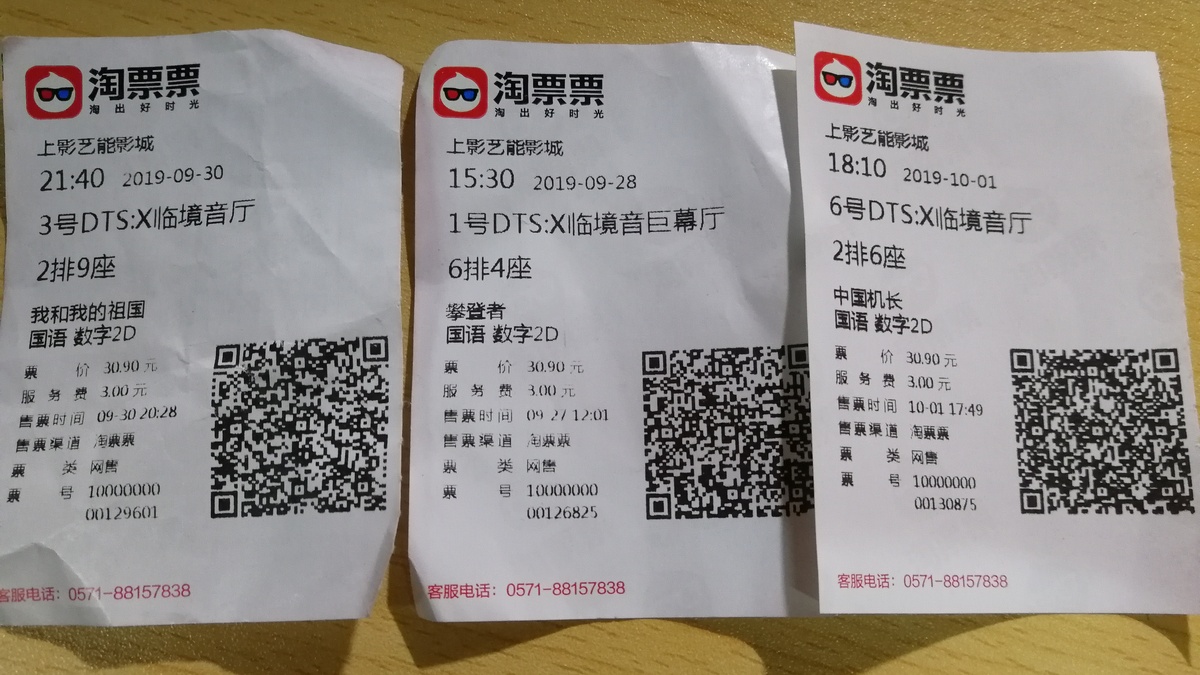 淘票票
淘出好时光
上影艺能影城
21:40 2019-09-30
3号DTS:X临境音厅
2排9座
我和我的祖国
国语 数字2D
票 价 30.90 元
服 务 费 3.00 元
售票时间 09-30 20:28
售票渠道 淘票票
票 类 网售
票 号 10000000
00129601
客服电话：0571-88157838
淘票票
淘出好时光
上影艺能影城
15:30 2019-09-28
1号DTS:X临境音巨幕厅
6排4座
攀登者
国语 数字2D
票 价 30.90 元
服 务 费 3.00 元
售票时间 09-27 12:01
售票渠道 淘票票
票 类 网售
票 号 10000000
00126825
客服电话：0571-88157838
淘票票
淘出好时光
上影艺能影城
18:10 2019-10-01
6号DTS:X临境音厅
2排6座
中国机长
国语 数字2D
票 价 30.90 元
服 务 费 3.00 元
售票时间 10-01 17:49
售票渠道 淘票票
票 类 网售
票 号 10000000
00130875
客服电话：0571-88157838